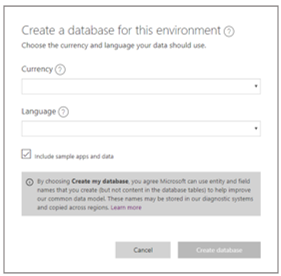 Create a database for this environment ?
Choose the currency and language your data should use.
Currency ?
Language ?
Include sample apps and data
By choosing Create my database, you agree Microsoft can use entity and field
names that you create (but not content in the database tables) to help improve
our common data model. These names may be stored in our diagnostic systems
and copied across regions. Learn more
Cancel
Create database